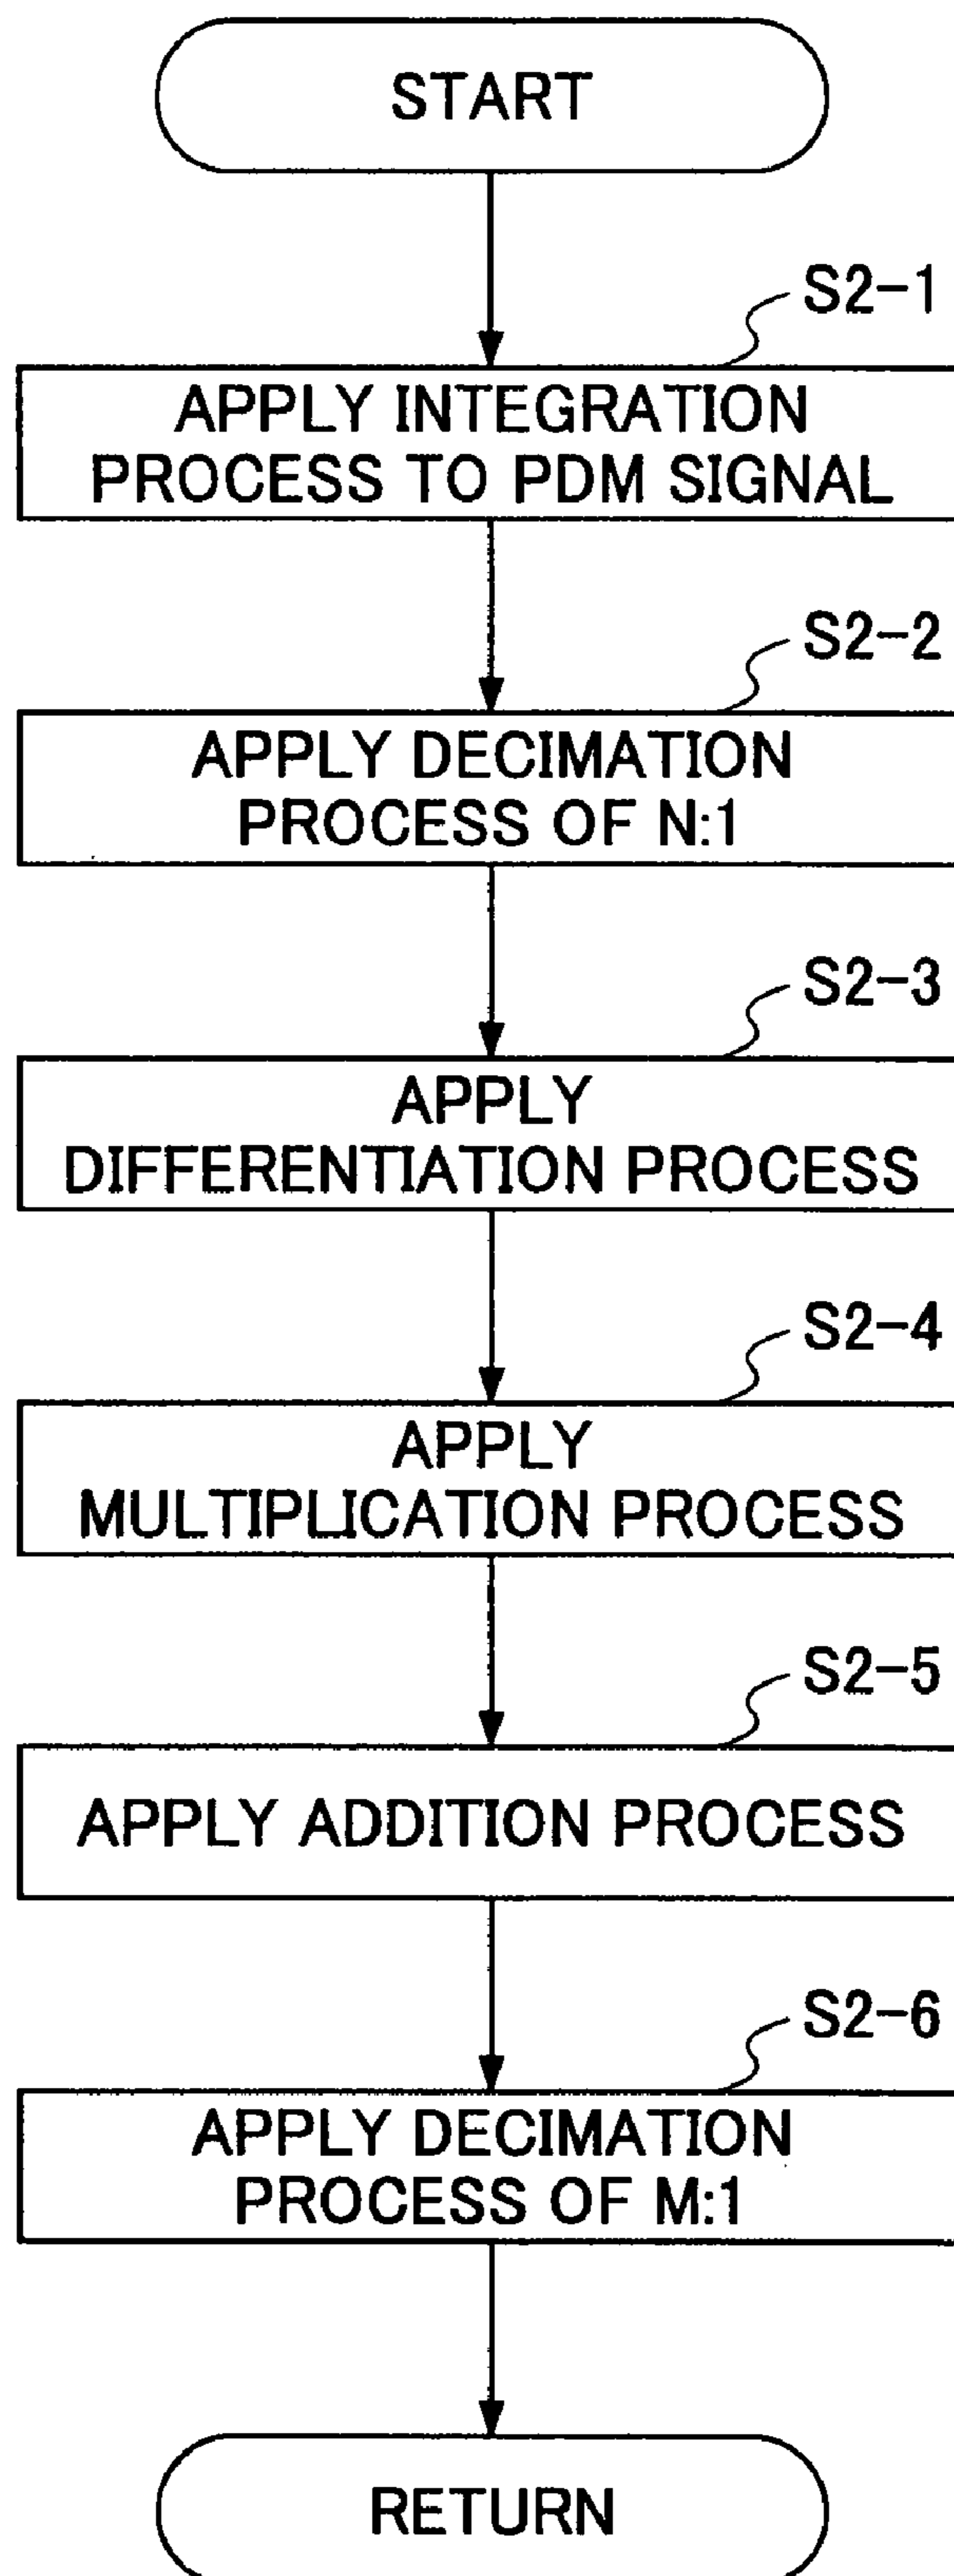 START
S2-1
APPLY INTEGRATION
PROCESS TO PDM SIGNAL
S2-2
APPLY DECIMATION
PROCESS OF N:1
S2-3
APPLY
DIFFERENTIATION PROCESS
S2-4
APPLY
MULTIPLICATION PROCESS
S2-5
APPLY ADDITION PROCESS
S2-6
APPLY DECIMATION
PROCESS OF M:1
RETURN